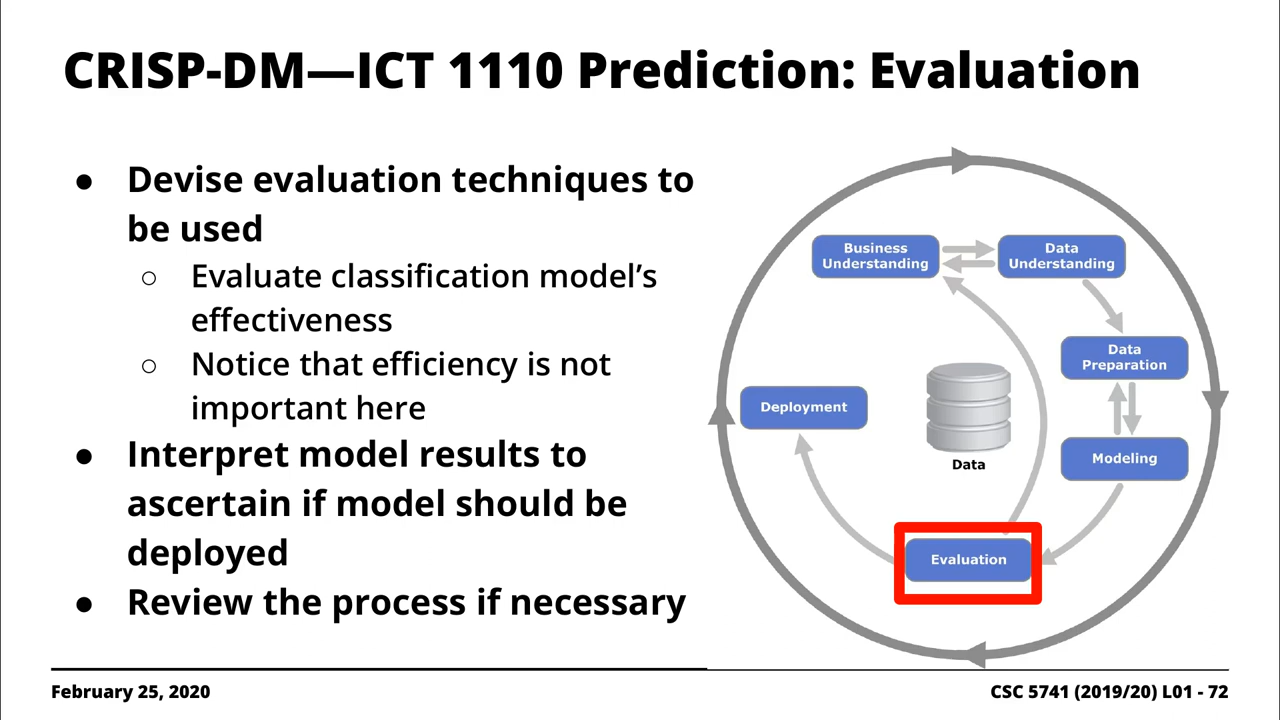 CRISP-DM—ICT 1110 Prediction: Evaluation
● Devise evaluation techniques to
be used
○ Evaluate classification model’s
effectiveness
○ Notice that efficiency is not
important here
● Interpret model results to
ascertain if model should be
deployed
● Review the process if necessary
Business
Understanding
Data
Understanding
Data
Preparation
Deployment
Modeling
Data
Evaluation
February 25, 2020
CSC 5741 (2019/20) L01 - 72